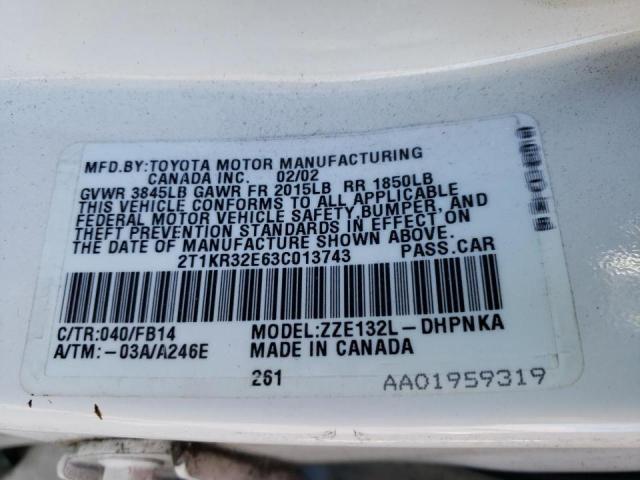 MFD.BY:TOYOTA MOTOR MANUFACTURING
CANADA INC. 02/02
GVWR 3845LB GAWR FR 2015LB RR 1850LB
THIS VEHICLE CONFORMS TO ALL APPLICABLE
FEDERAL MOTOR VEHICLE SAFETY,BUMPER, AND
THEFT PREVENTION STANDARDS IN EFFECT ON
THE DATE OF MANUFACTURE SHOWN ABOVE.
2T1KR32E63C013743 PASS.CAR
C/TR:040/FB14 MODEL:ZZE132L-DHPNKA
A/TM:-03A/A246E MADE IN CANADA
261 AA01959319